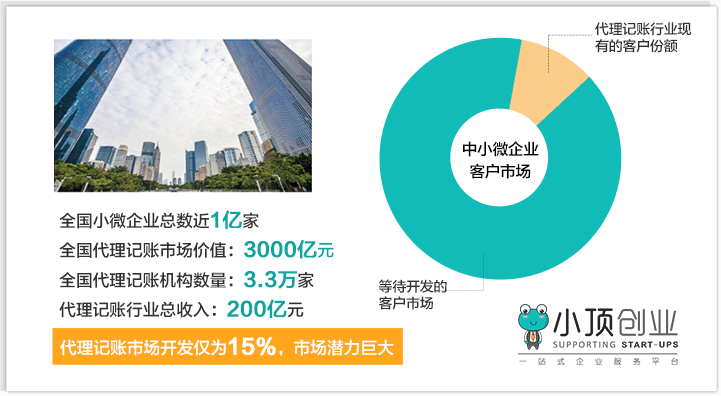 代理记账行业现
有的客户份额
中小微企业
客户市场
全国小微企业总数近1亿家
全国代理记账市场价值：3000亿元
全国代理记账机构数量：3.3万家
代理记账行业总收入：200亿元
代理记账市场开发仅为15%，市场潜力巨大
等待开发的
客户市场
小顶创业
SUPPORTING START-UPS
一站式企业服务平台